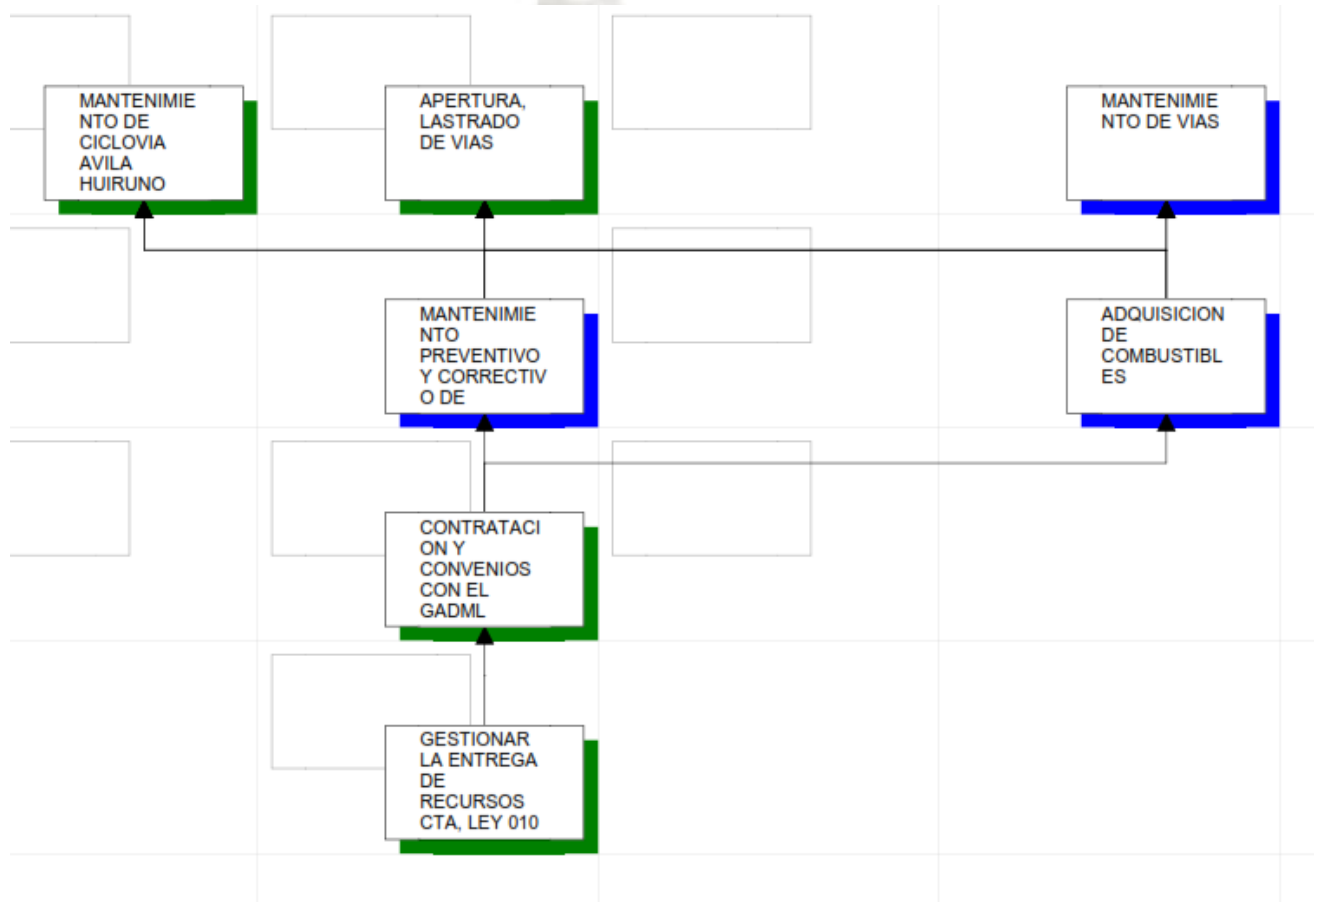 MANTENIMIE
NTO DE
CICLOVIA
AVILA
HUIRUNO
APERTURA,
LASTRADO
DE VIAS
MANTENIMIE
NTO DE VIAS
MANTENIMIE
NTO
PREVENTIVO
Y CORRECTIV
O DE
ADQUISICION
DE
COMBUSTIBL
ES
CONTRATACI
ON Y
CONVENIOS
CON EL
GADML
GESTIONAR
LA ENTREGA
DE
RECURSOS
CTA, LEY 010